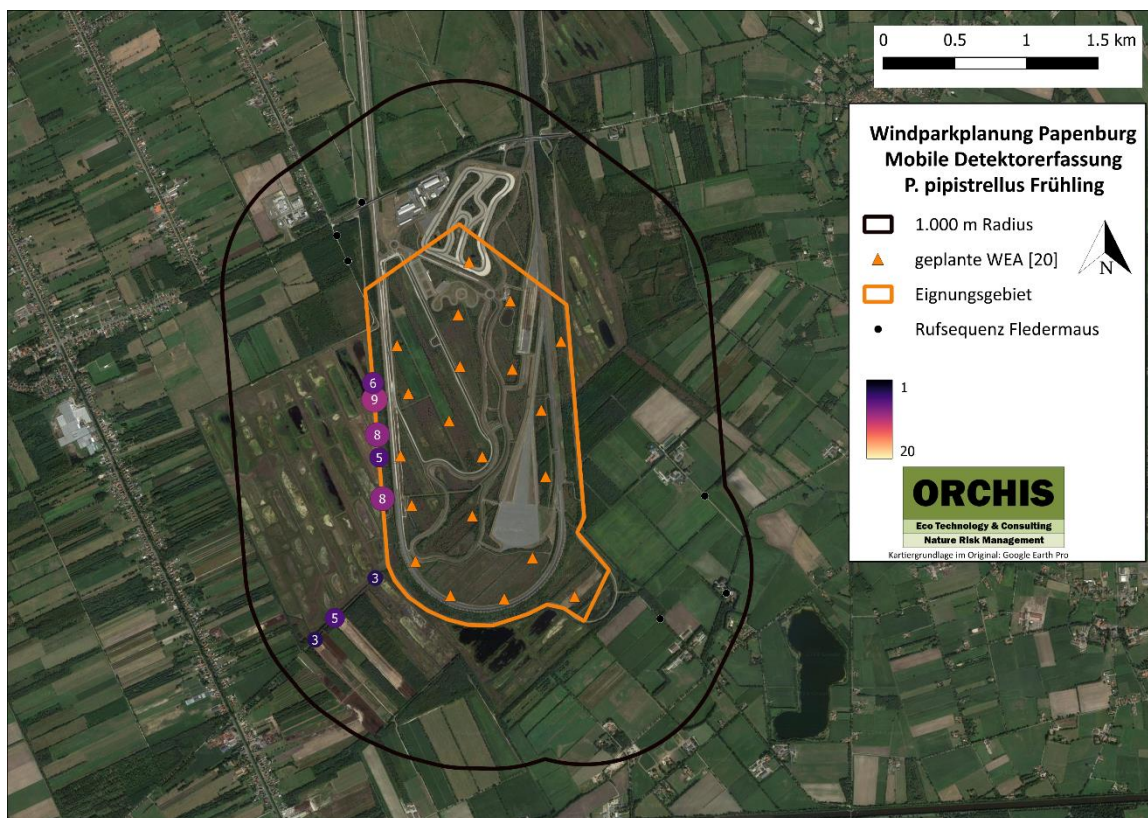 0 0.5 1 1.5 km
Windparkplanung Papenburg
Mobile Detektorerfassung
P. pipistrellus Frühling
1.000 m Radius
geplante WEA [20]
Eignungsgebiet
Rufsequenz Fledermaus
N
1
20
ORCHIS
Eco Technology & Consulting
Nature Risk Management
Kartiergrundlage im Original: Google Earth Pro
6
9
8
5
8
3
5
3